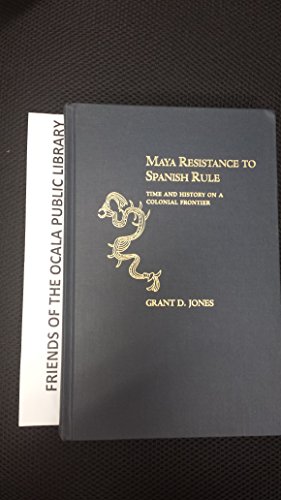 FRIENDS OF THE OCALA PUBLIC LIBRARY
MAYA RESISTANCE TO
SPANISH RULE
TIME AND HISTORY ON A
COLONIAL FRONTIER
GRANT D. JONES